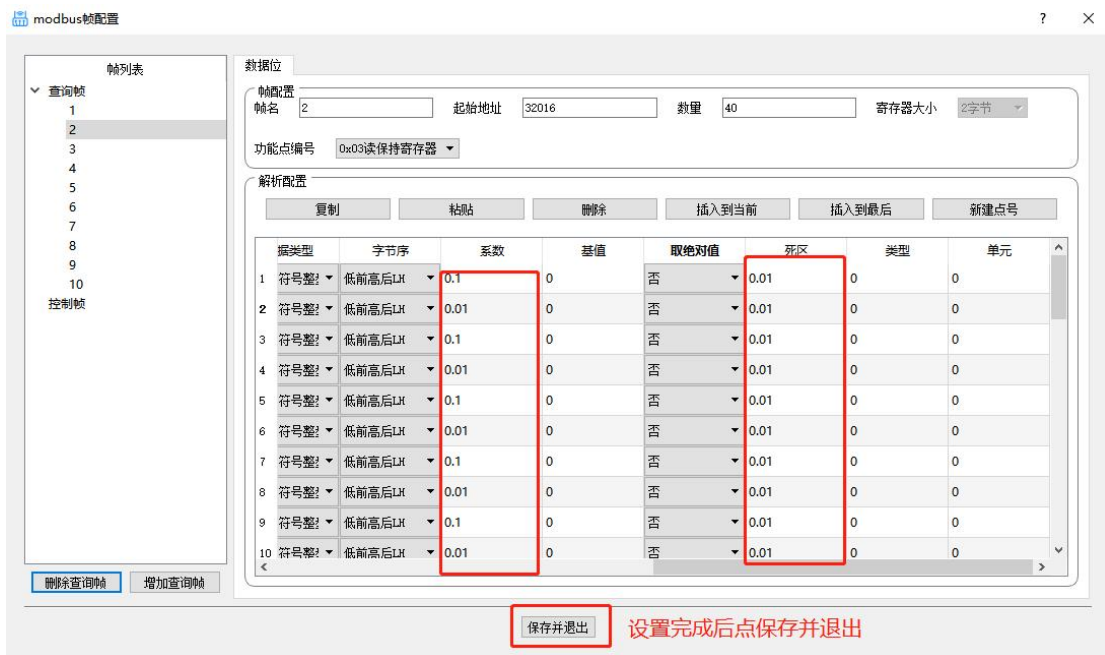 modbus帧配置 ?
帧列表
查询帧
1
2
3
4
5
6
7
8
9
10
控制帧
删除查询帧 增加查询帧
数据位
帧配置
帧名 2 起始地址 32016 数量 40 寄存器大小 2字节
功能点编号 0x03读保持寄存器
解析配置
复制 粘贴 删除 插入到当前 插入到最后 新建点号
据类型 字节序 系数 基值 取绝对值 死区 类型 单元
1 符号整 低前高后LH 0.1 0 否 0.01 0 0
2 符号整 低前高后LH 0.01 0 否 0.01 0 0
3 符号整 低前高后LH 0.1 0 否 0.01 0 0
4 符号整 低前高后LH 0.01 0 否 0.01 0 0
5 符号整 低前高后LH 0.1 0 否 0.01 0 0
6 符号整 低前高后LH 0.01 0 否 0.01 0 0
7 符号整 低前高后LH 0.1 0 否 0.01 0 0
8 符号整 低前高后LH 0.01 0 否 0.01 0 0
9 符号整 低前高后LH 0.1 0 否 0.01 0 0
10 符号整 低前高后LH 0.01 0 否 0.01 0 0
保存并退出 设置完成后点保存并退出